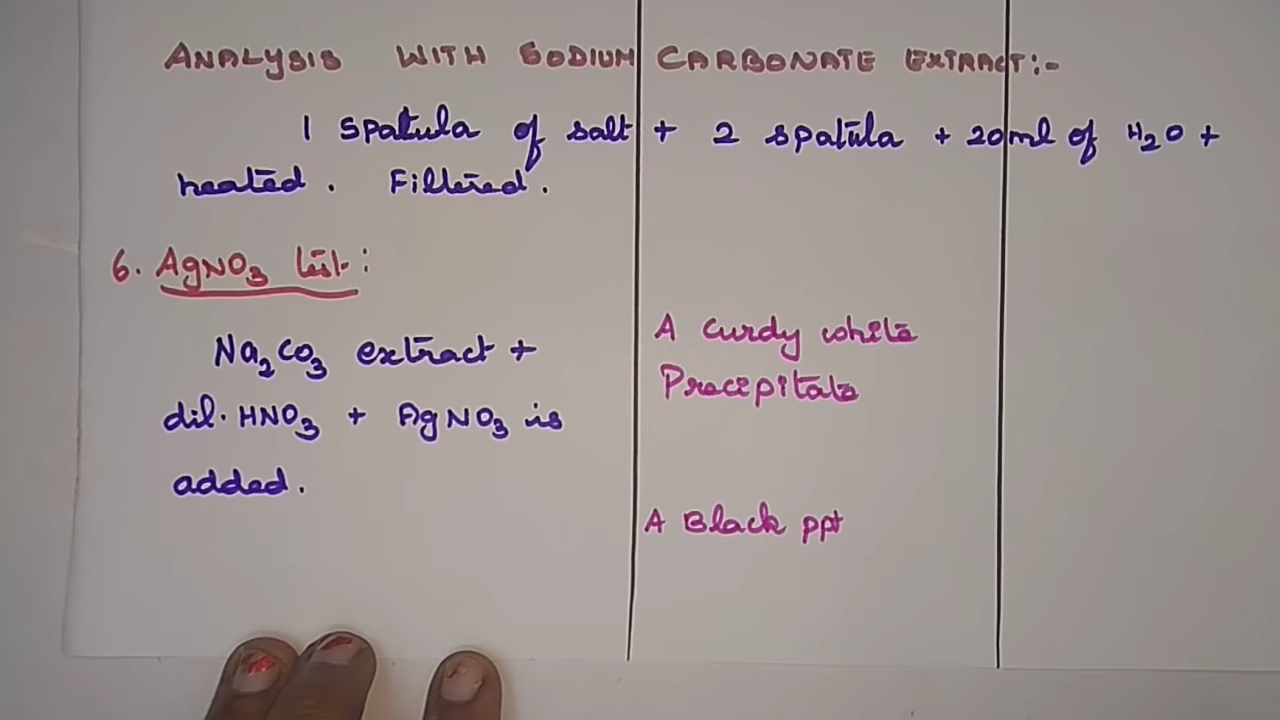 ANALYSIS WITH SODIUM CARBONATE EXTRACT:-
1 spatula of salt + 2 spatula + 20ml of H₂O +
heated. Filtered.
6. AgNO₃ test:
Na₂CO₃ extract +
dil. HNO₃ + AgNO₃ is
added.
A curdy white
Precipitate
A Black ppt